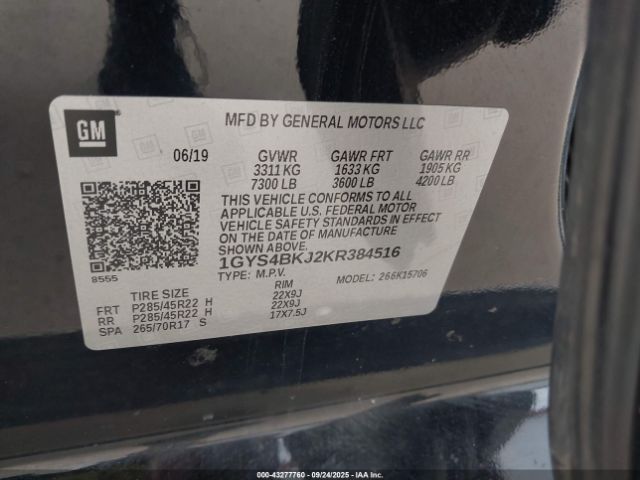 GM
MFD BY GENERAL MOTORS LLC
06/19 GVWR GAWR FRT GAWR RR
3311 KG 1633 KG 1905 KG
7300 LB 3600 LB 4200 LB
THIS VEHICLE CONFORMS TO ALL
APPLICABLE U.S. FEDERAL MOTOR
VEHICLE SAFETY STANDARDS IN EFFECT
ON THE DATE OF MANUFACTURE
SHOWN ABOVE.
1GYS4BKJ2KR384516
8555
TYPE: M.P.V. MODEL: 266K15706
TIRE SIZE RIM
FRT P285/45R22 H 22X9J
RR P285/45R22 H 22X9J
SPA 265/70R17 S 17X7.5J
000-43277760 - 09/24/2025 - IAAI.COM